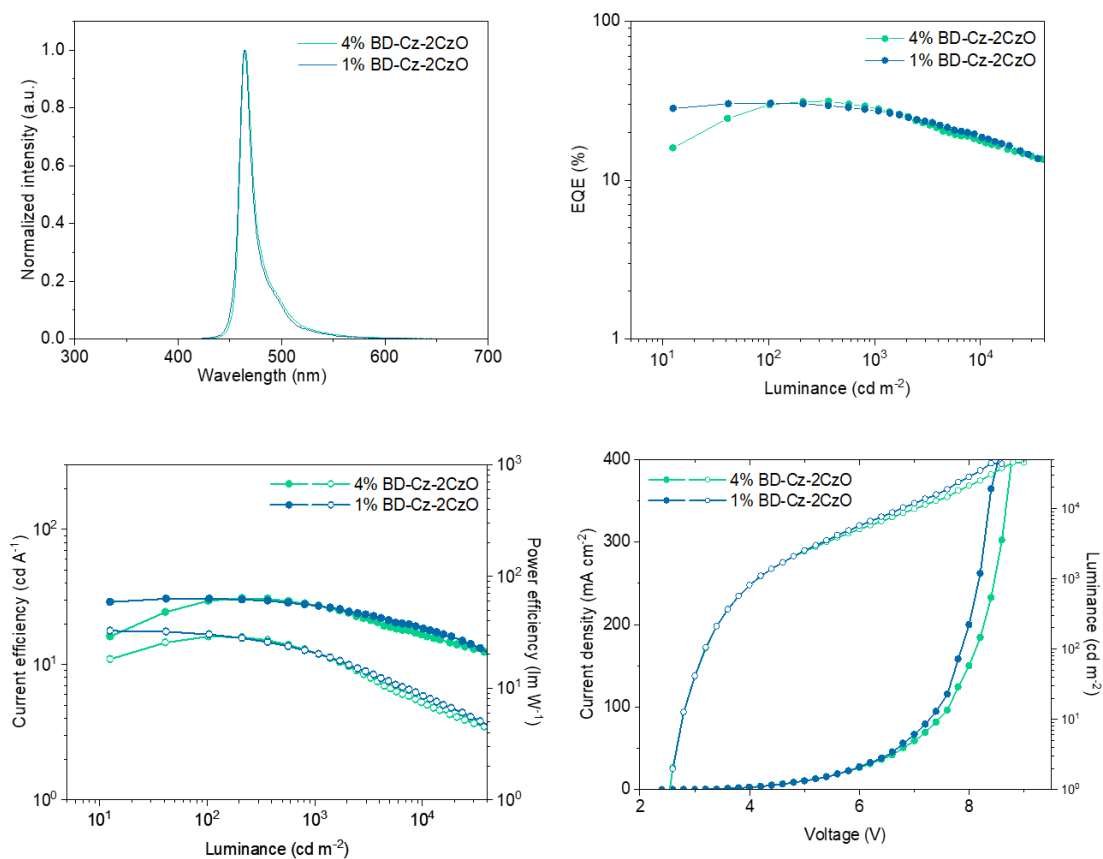 4% BD-Cz-2CzO
1% BD-Cz-2CzO
Normalized intensity (a.u.)
1.0
0.8
0.6
0.4
0.2
0.0
300 400 500 600 700
Wavelength (nm)
4% BD-Cz-2CzO
1% BD-Cz-2CzO
EQE (%)
100
10
1
10¹ 10² 10³ 10⁴
Luminance (cd m⁻²)
4% BD-Cz-2CzO
1% BD-Cz-2CzO
Current efficiency (cd A⁻¹)
10²
10¹
10⁰
Power efficiency (lm W⁻¹)
10³
10²
10¹
10⁰
10¹ 10² 10³ 10⁴
Luminance (cd m⁻²)
4% BD-Cz-2CzO
1% BD-Cz-2CzO
Current density (mA cm⁻²)
400
300
200
100
0
Luminance (cd m⁻²)
10⁴
10³
10²
10¹
10⁰
2 4 6 8
Voltage (V)